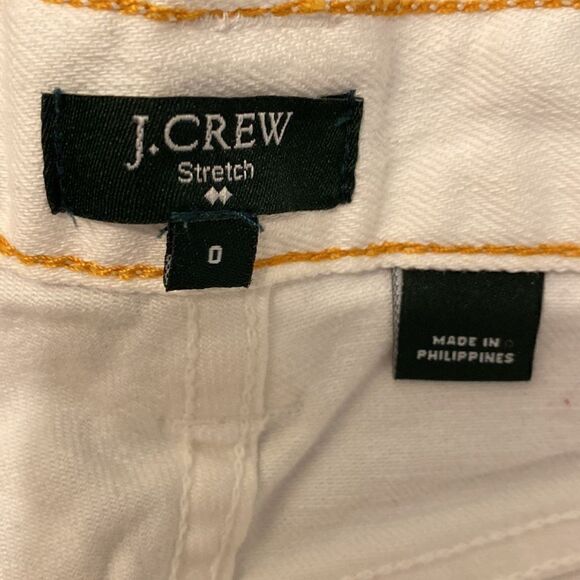 J.CREW
Stretch
0
MADE IN
PHILIPPINES